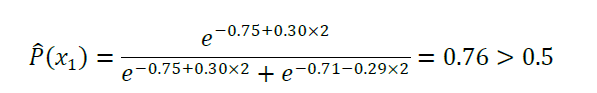 P̂(x₁) = e^(−0.75+0.30×2) / (e^(−0.75+0.30×2) + e^(−0.71−0.29×2)) = 0.76 > 0.5